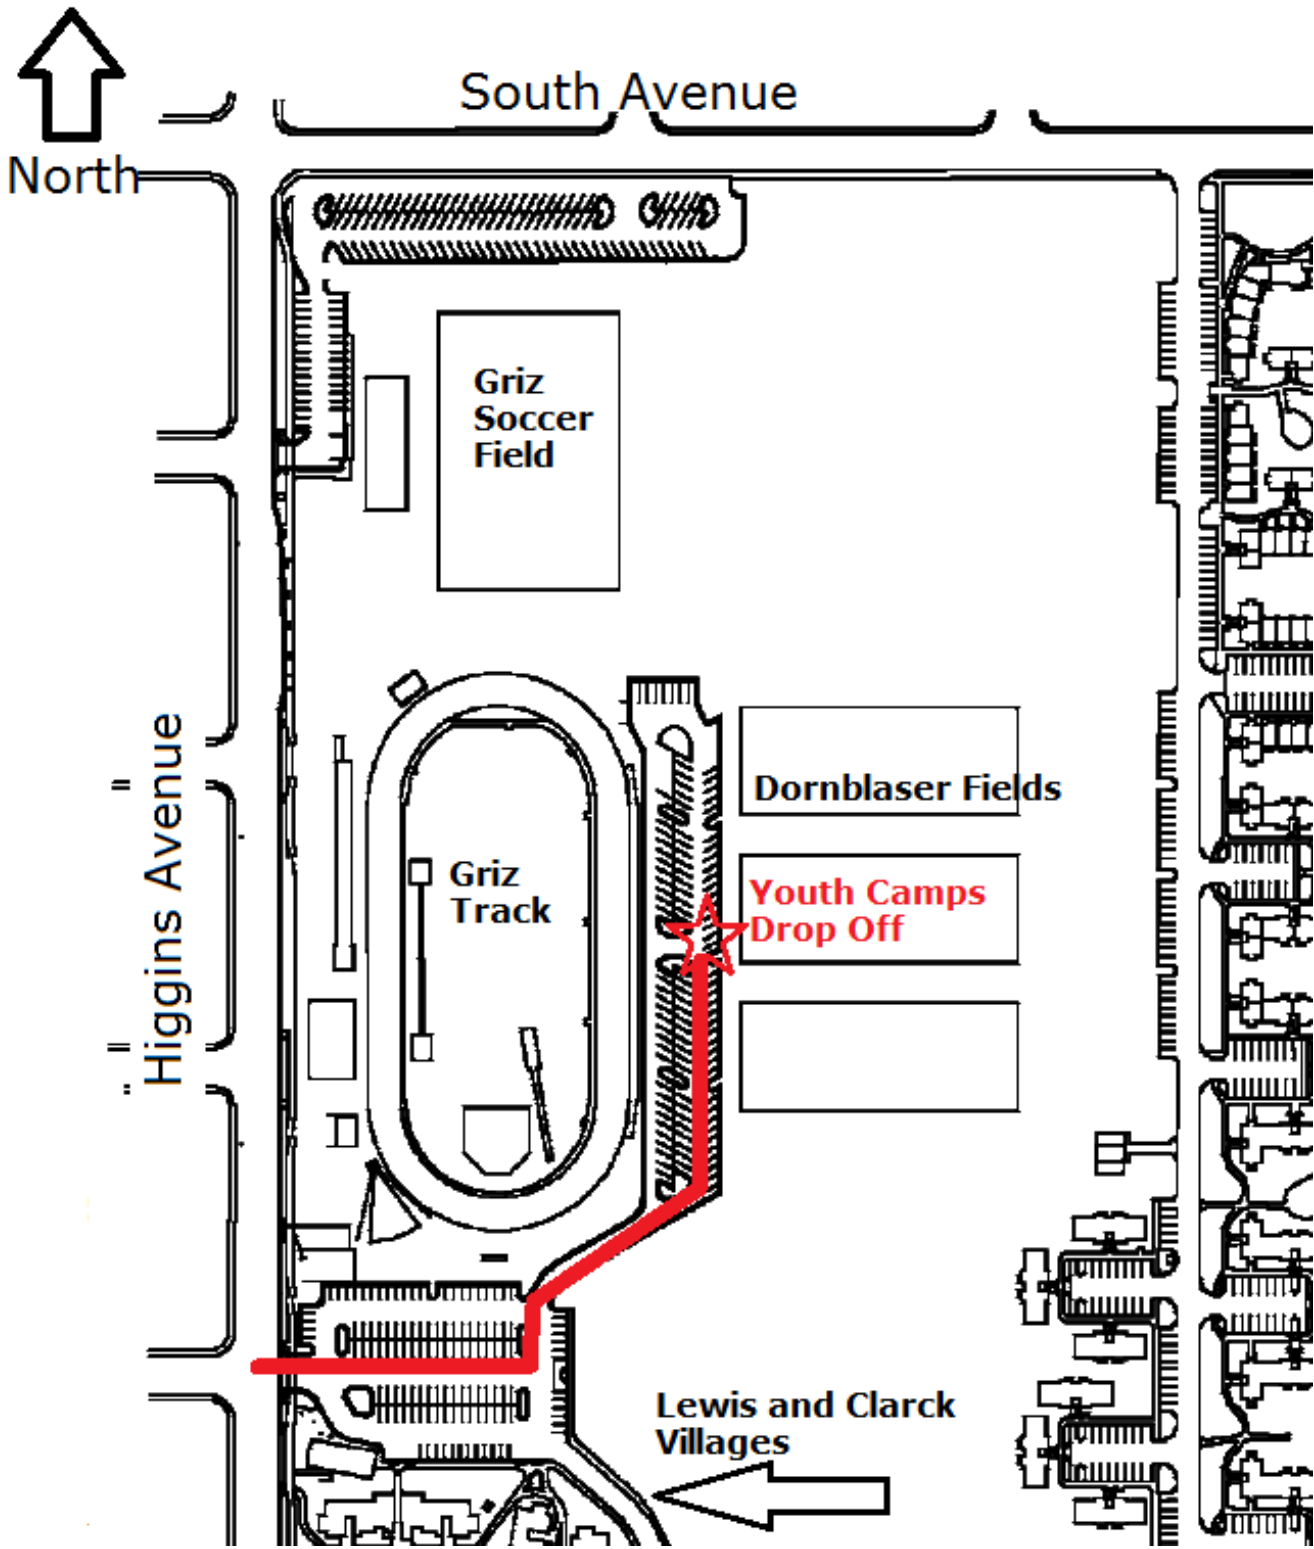 South Avenue
North
Griz
Soccer
Field
Higgins Avenue
Dornblaser Fields
Griz
Track
Youth Camps
Drop Off
Lewis and Clarck
Villages